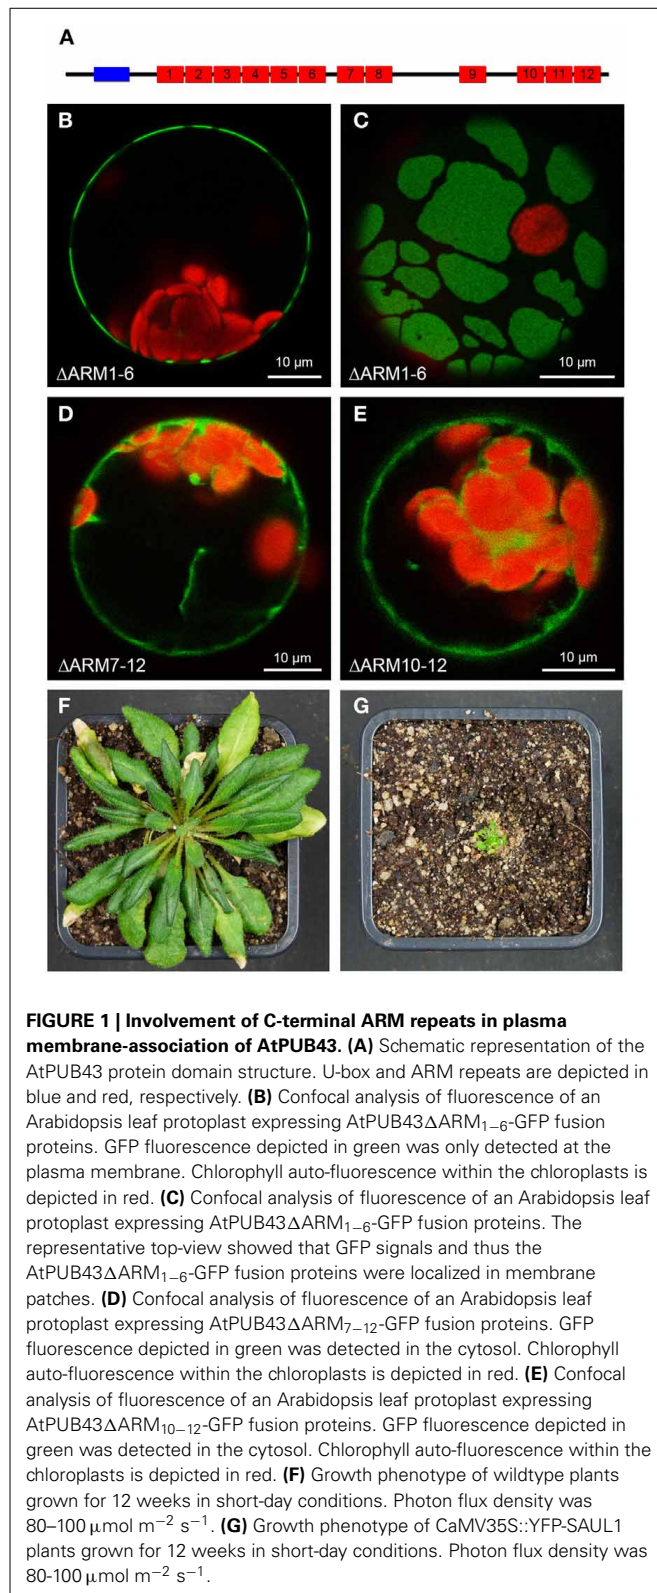 A
1 2 3 4 5 6 7 8 9 10 11 12
B
C
ΔARM1-6
10 µm
ΔARM1-6
10 µm
D
E
ΔARM7-12
10 µm
ΔARM10-12
10 µm
F
G
FIGURE 1 | Involvement of C-terminal ARM repeats in plasma
membrane-association of AtPUB43. (A) Schematic representation of the
AtPUB43 protein domain structure. U-box and ARM repeats are depicted in
blue and red, respectively. (B) Confocal analysis of fluorescence of an
Arabidopsis leaf protoplast expressing AtPUB43ΔARM1–6-GFP fusion
proteins. GFP fluorescence depicted in green was only detected at the
plasma membrane. Chlorophyll auto-fluorescence within the chloroplasts is
depicted in red. (C) Confocal analysis of fluorescence of an Arabidopsis leaf
protoplast expressing AtPUB43ΔARM1–6-GFP fusion proteins. The
representative top-view showed that GFP signals and thus the
AtPUB43ΔARM1–6-GFP fusion proteins were localized in membrane
patches. (D) Confocal analysis of fluorescence of an Arabidopsis leaf
protoplast expressing AtPUB43ΔARM7–12-GFP fusion proteins. GFP
fluorescence depicted in green was detected in the cytosol. Chlorophyll
auto-fluorescence within the chloroplasts is depicted in red. (E) Confocal
analysis of fluorescence of an Arabidopsis leaf protoplast expressing
AtPUB43ΔARM10–12-GFP fusion proteins. GFP fluorescence depicted in
green was detected in the cytosol. Chlorophyll auto-fluorescence within the
chloroplasts is depicted in red. (F) Growth phenotype of wildtype plants
grown for 12 weeks in short-day conditions. Photon flux density was
80–100 µmol m−2 s−1. (G) Growth phenotype of CaMV35S::YFP-SAUL1
plants grown for 12 weeks in short-day conditions. Photon flux density was
80-100 µmol m−2 s−1.